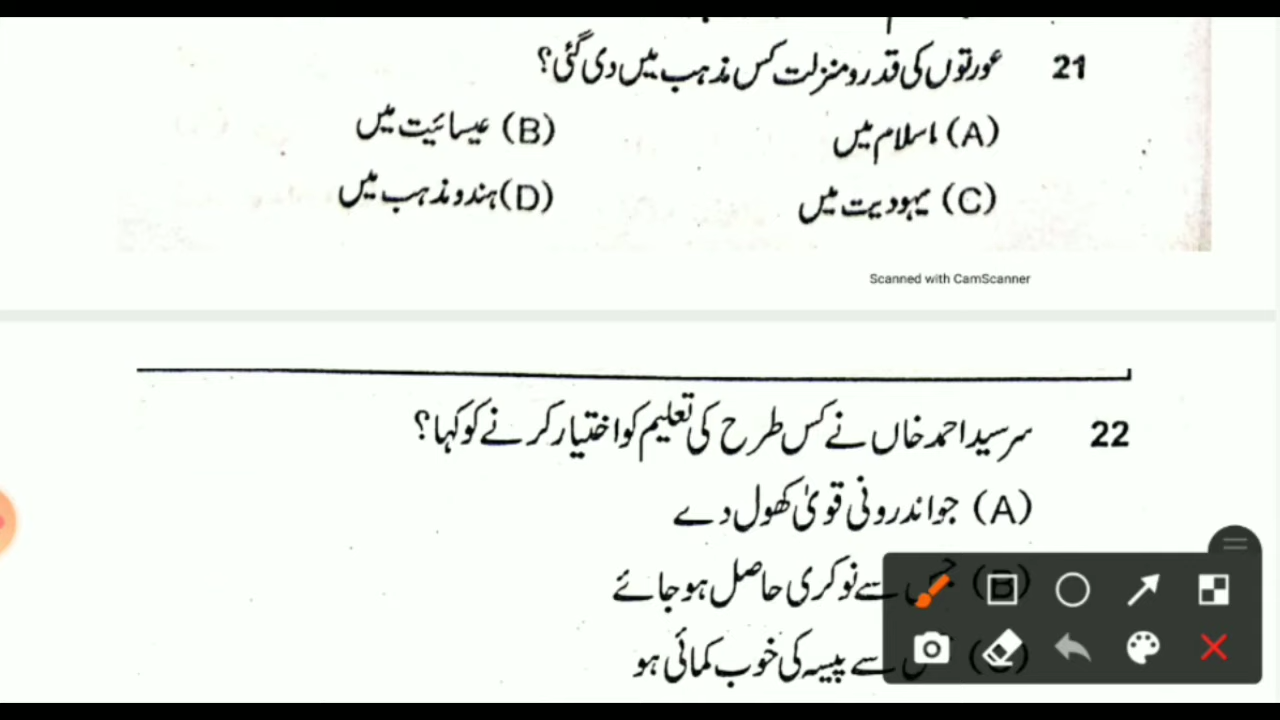 21 عورتوں کی قدر و منزلت کس مذہب میں دی گئی؟
(A) اسلام میں (B) عیسائیت میں
(C) یہودیت میں (D) ہندو مذہب میں
Scanned with CamScanner
22 سرسید احمد خاں نے کس طرح کی تعلیم کو اختیار کرنے کو کہا؟
(A) جو اندرونی قویٰ کھول دے
(B) سے نوکری حاصل ہو جائے
سے پیسہ کی خوب کمائی ہو